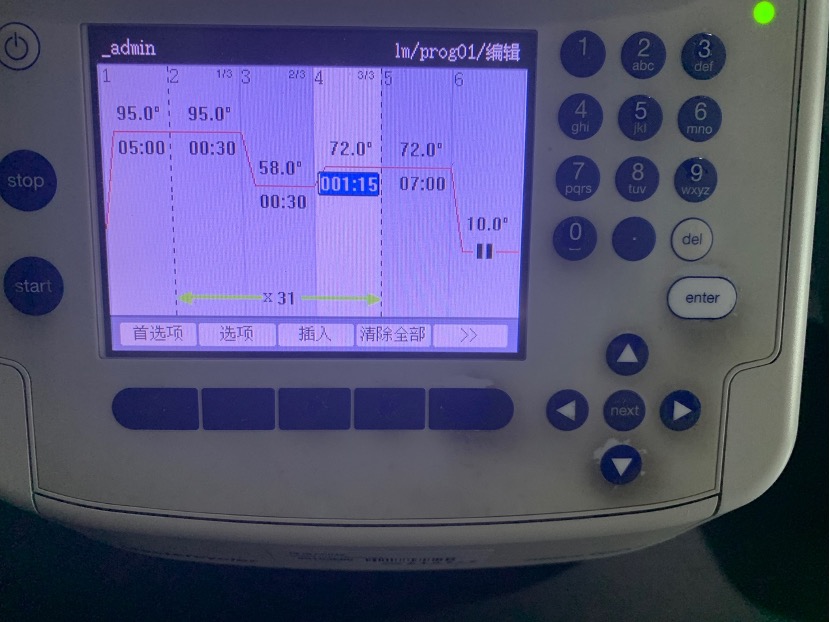 _admin lm/prog01/编辑
1 2 1/3 3 2/3 4 3/3 5 6
95.0° 95.0°
72.0° 72.0°
05:00 00:30
58.0°
001:15 07:00
00:30
10.0°
x 31
首选项 选项 插入 清除全部 >>
stop
start
1 2 abc 3 def
4 ghi 5 jkl 6 mno
7 pqrs 8 tuv 9 wxyz
0 . del
enter
next